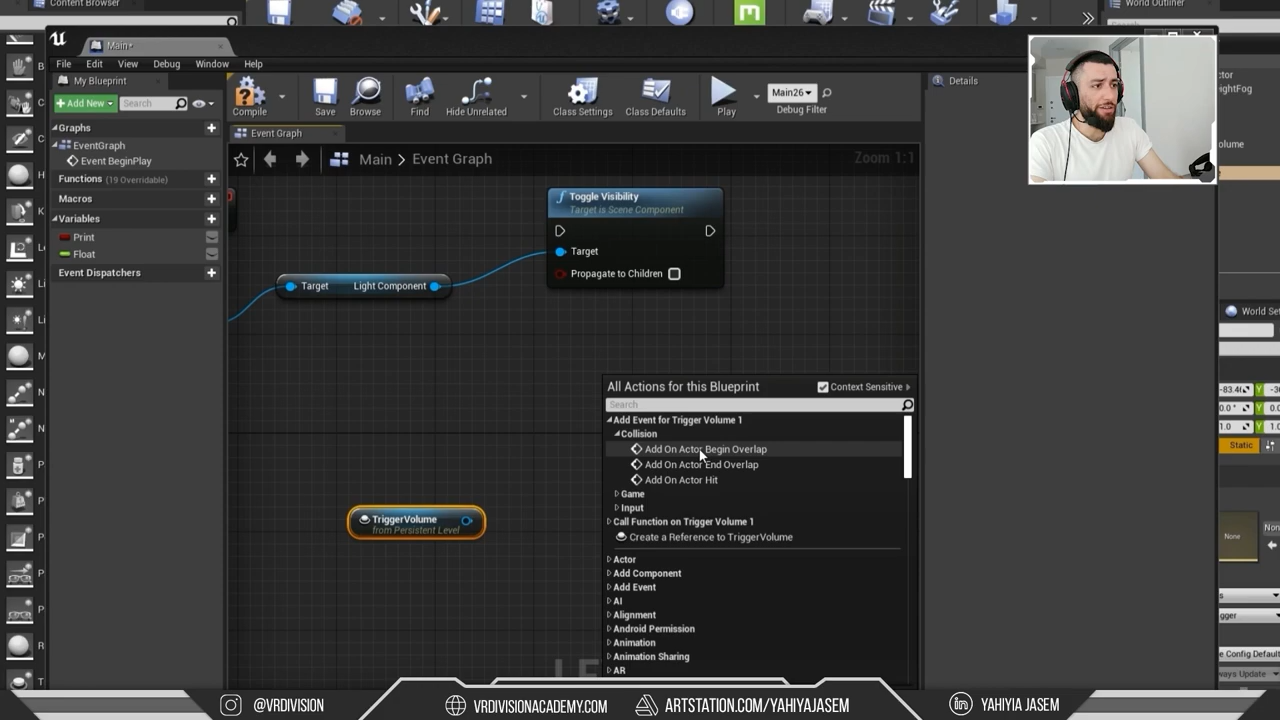 Content Browser
World Outliner
Main*
File Edit View Debug Window Help
My Blueprint
Add New
Search
Graphs
EventGraph
Event BeginPlay
Functions (19 Overridable)
Macros
Variables
Print
Float
Event Dispatchers
Compile
Save
Browse
Find
Hide Unrelated
Class Settings
Class Defaults
Play
Main26
Debug Filter
Details
Event Graph
Main > Event Graph
Zoom 1:1
Toggle Visibility
Target is Scene Component
Target
Propagate to Children
Target Light Component
TriggerVolume
from Persistent Level
All Actions for this Blueprint
Context Sensitive
Search
Add Event for Trigger Volume 1
Collision
Add On Actor Begin Overlap
Add On Actor End Overlap
Add On Actor Hit
Game
Input
Call Function on Trigger Volume 1
Create a Reference to TriggerVolume
Actor
Add Component
Add Event
AI
Alignment
Android Permission
Animation
Animation Sharing
AR
World Set
Static
None
@VRDIVISION
VRDIVISIONACADEMY.COM
ARTSTATION.COM/YAHIYAJASEM
YAHIYIA JASEM